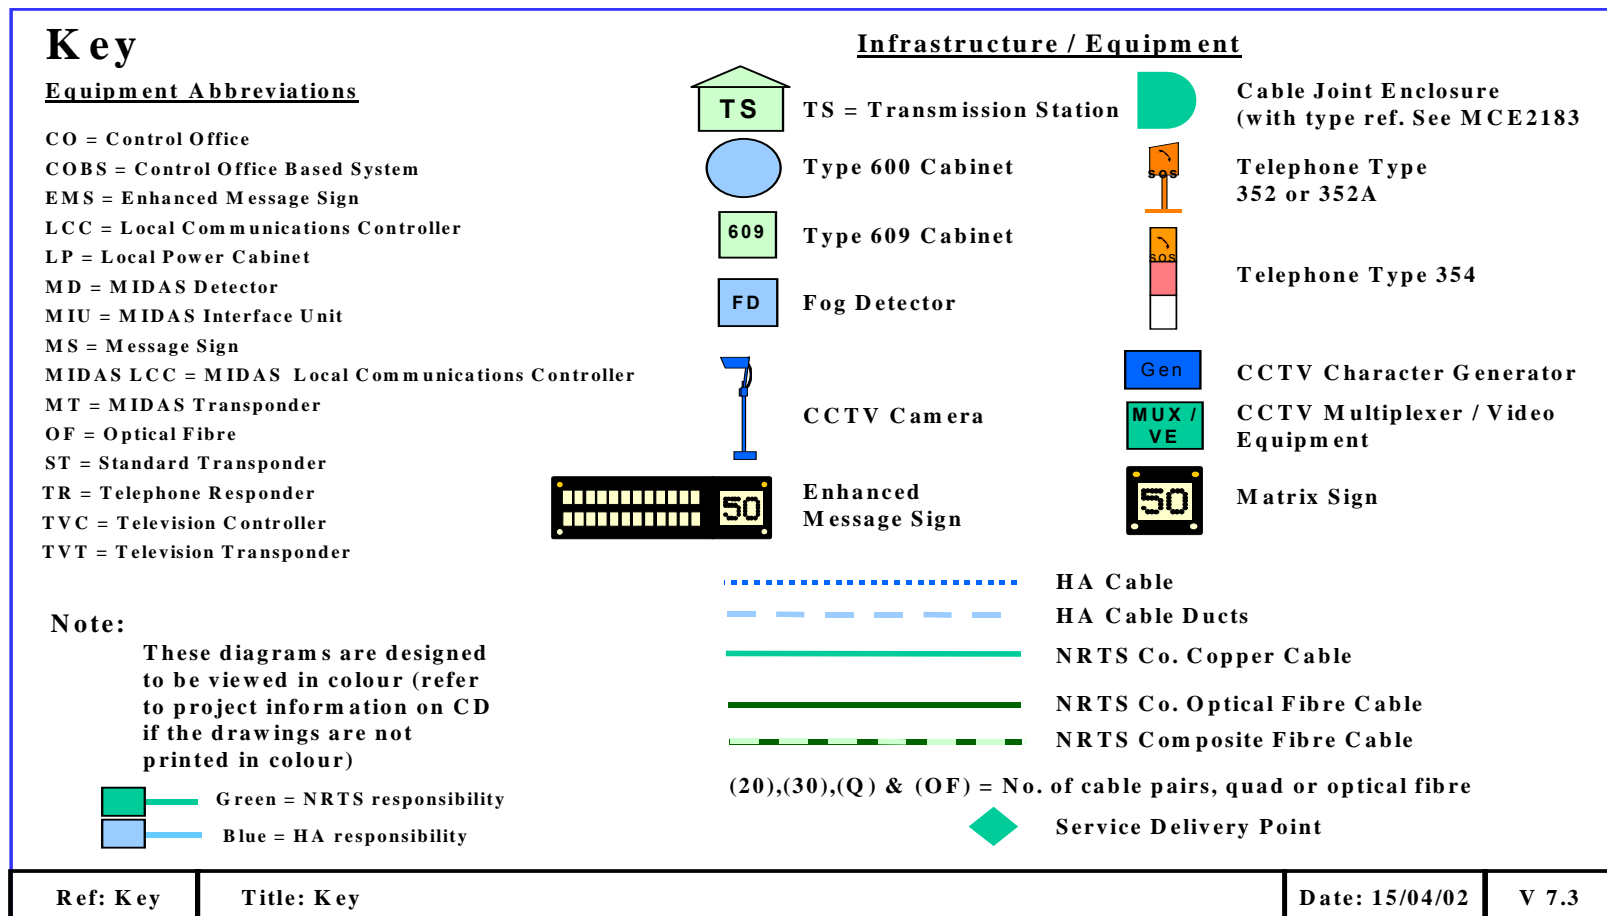 Key
Equipment Abbreviations
CO = Control Office
COBS = Control Office Based System
EMS = Enhanced Message Sign
LCC = Local Communications Controller
LP = Local Power Cabinet
MD = MIDAS Detector
MIU = MIDAS Interface Unit
MS = Message Sign
MIDAS LCC = MIDAS Local Communications Controller
MT = MIDAS Transponder
OF = Optical Fibre
ST = Standard Transponder
TR = Telephone Responder
TVC = Television Controller
TVT = Television Transponder
Note:
These diagrams are designed
to be viewed in colour (refer
to project information on CD
if the drawings are not
printed in colour)
Green = NRTS responsibility
Blue = HA responsibility
Infrastructure / Equipment
TS
TS = Transmission Station
Type 600 Cabinet
609
Type 609 Cabinet
FD
Fog Detector
CCTV Camera
50
Enhanced
Message Sign
Cable Joint Enclosure
(with type ref. See MCE2183
SOS
Telephone Type
352 or 352A
SOS
Telephone Type 354
Gen
CCTV Character Generator
MUX /
VE
CCTV Multiplexer / Video
Equipment
50
Matrix Sign
HA Cable
HA Cable Ducts
NRTS Co. Copper Cable
NRTS Co. Optical Fibre Cable
NRTS Composite Fibre Cable
(20),(30),(Q) & (OF) = No. of cable pairs, quad or optical fibre
Service Delivery Point
Ref: Key
Title: Key
Date: 15/04/02
V 7.3